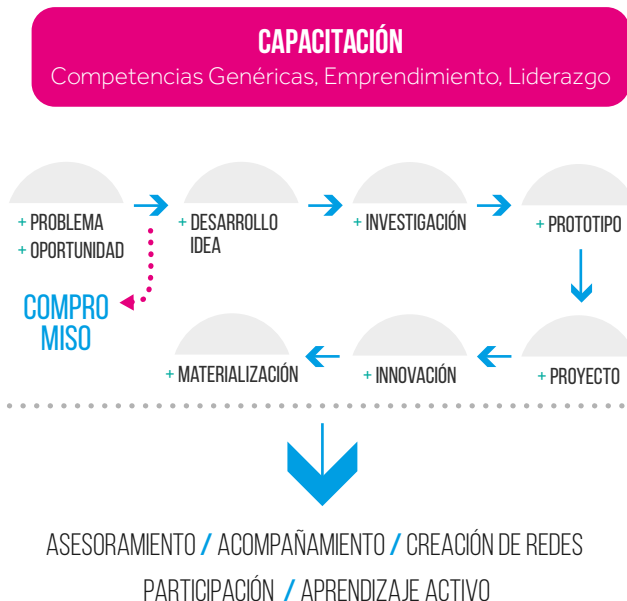 CAPACITACIÓN
Competencias Genéricas, Emprendimiento, Liderazgo
+ PROBLEMA
+ OPORTUNIDAD
+ DESARROLLO
IDEA
+ INVESTIGACIÓN
+ PROTOTIPO
COMPRO
MISO
+ MATERIALIZACIÓN
+ INNOVACIÓN
+ PROYECTO
ASESORAMIENTO / ACOMPAÑAMIENTO / CREACIÓN DE REDES
PARTICIPACIÓN / APRENDIZAJE ACTIVO